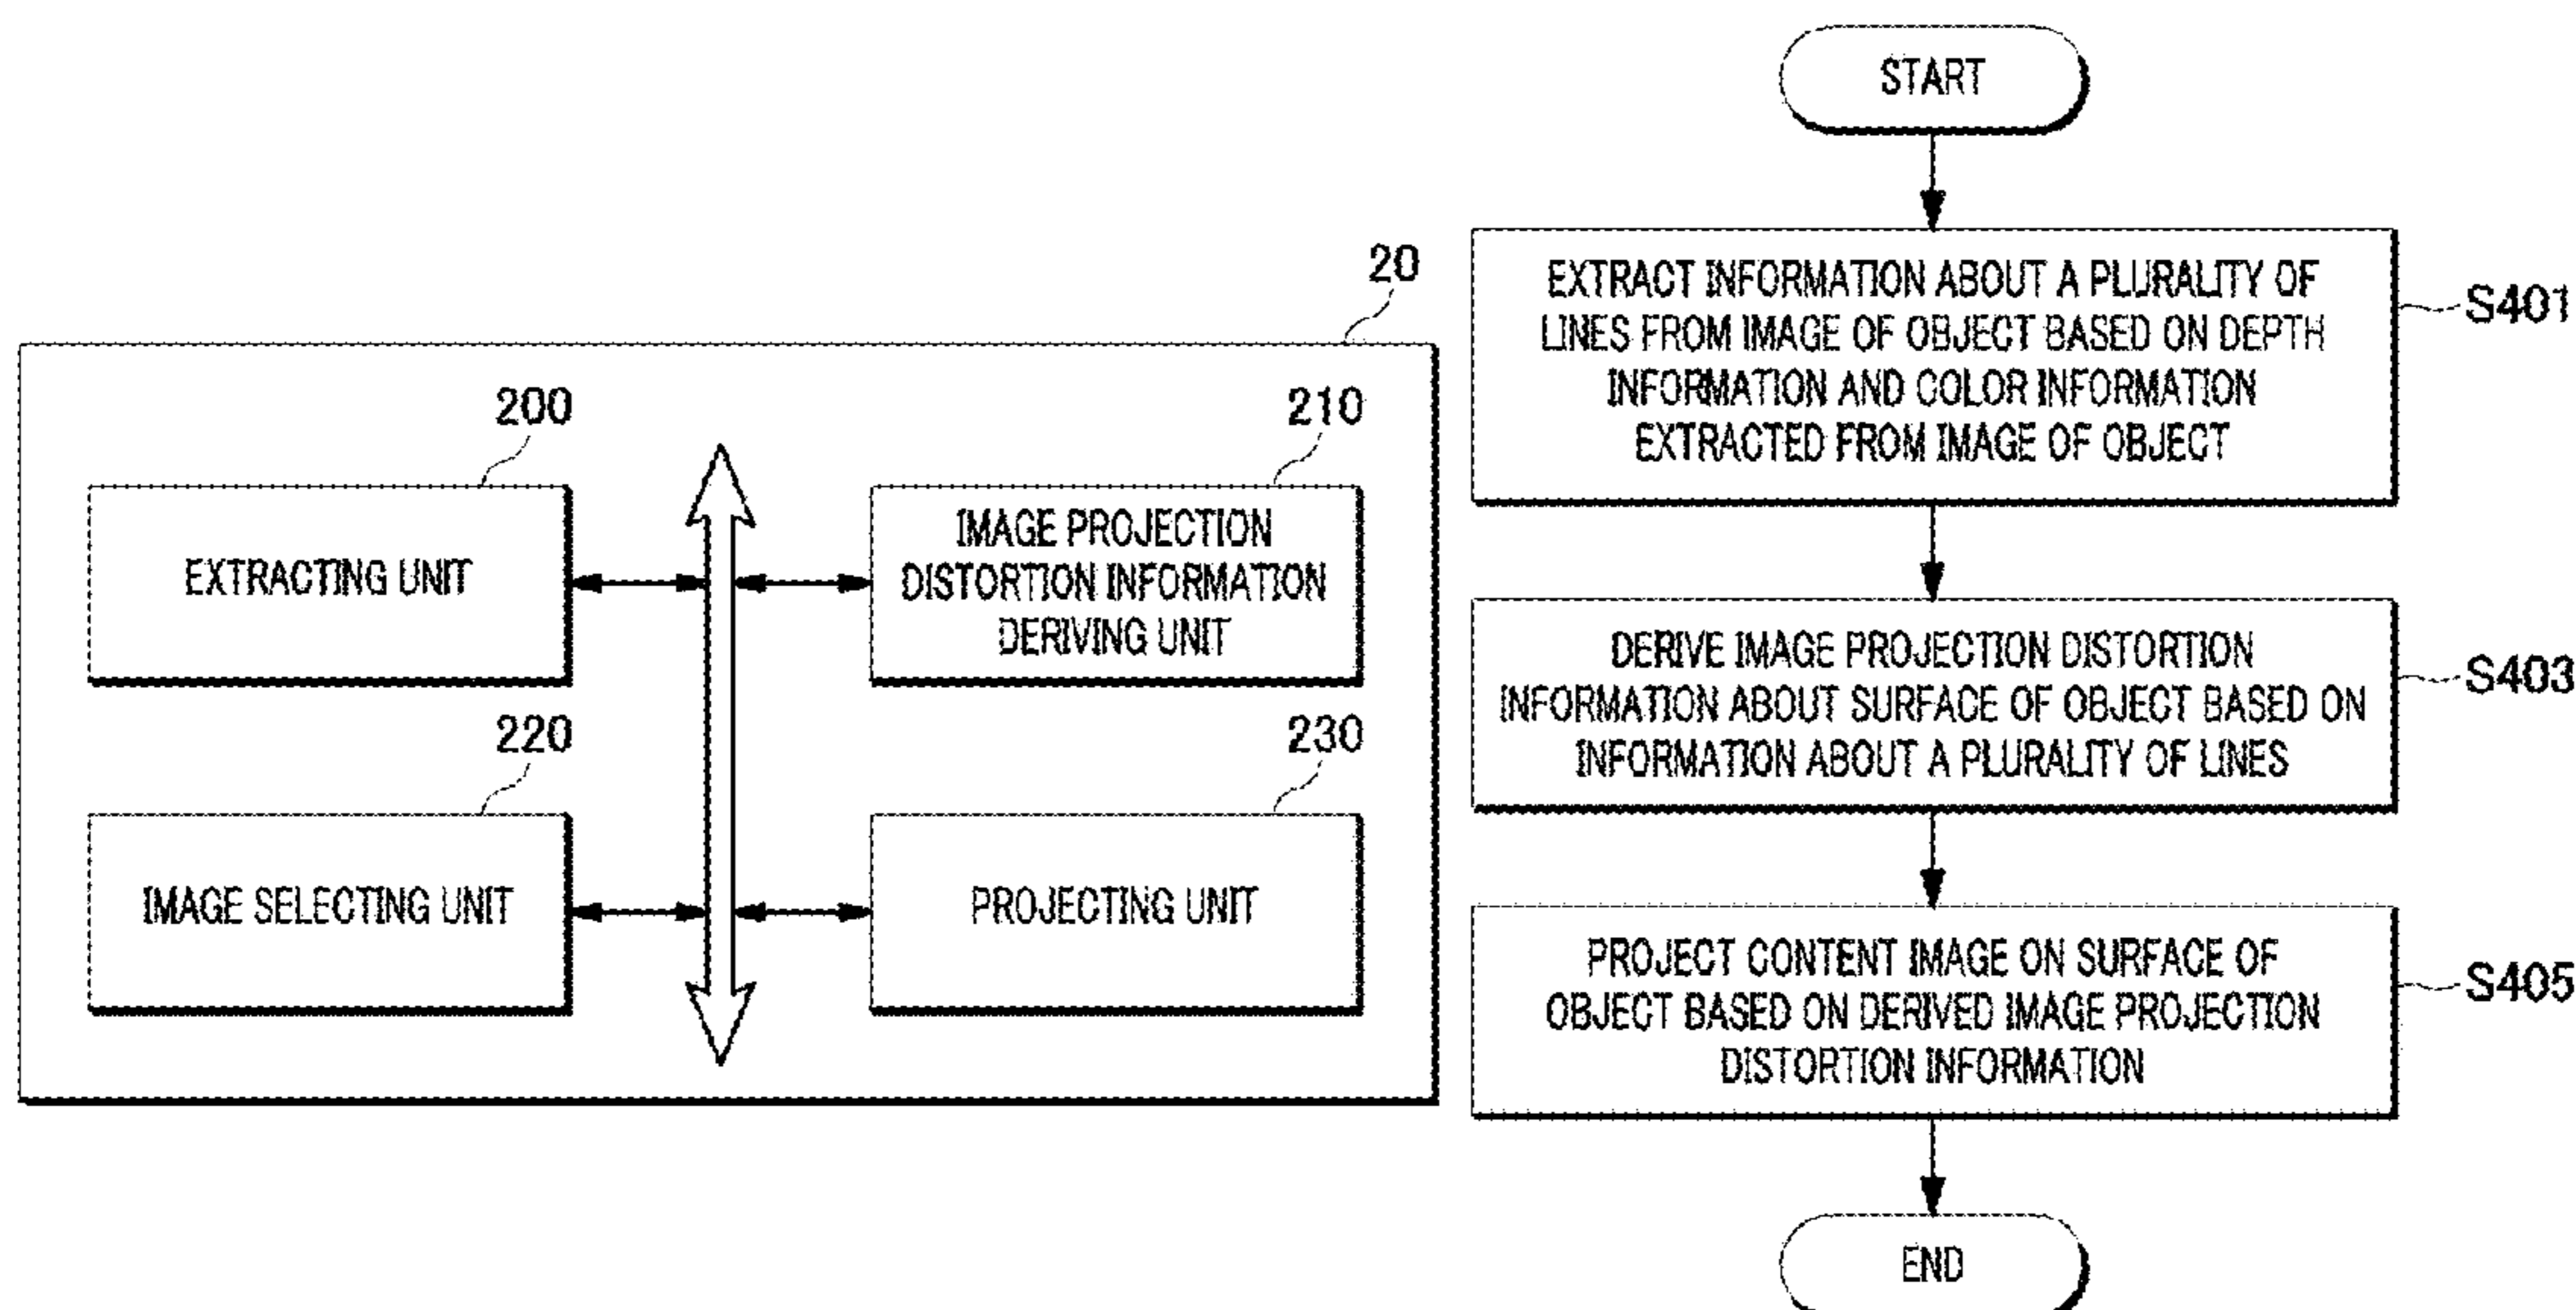 20
200
EXTRACTING UNIT
210
IMAGE PROJECTION
DISTORTION INFORMATION
DERIVING UNIT
220
IMAGE SELECTING UNIT
230
PROJECTING UNIT
START
EXTRACT INFORMATION ABOUT A PLURALITY OF
LINES FROM IMAGE OF OBJECT BASED ON DEPTH
INFORMATION AND COLOR INFORMATION
EXTRACTED FROM IMAGE OF OBJECT
S401
DERIVE IMAGE PROJECTION DISTORTION
INFORMATION ABOUT SURFACE OF OBJECT BASED ON
INFORMATION ABOUT A PLURALITY OF LINES
S403
PROJECT CONTENT IMAGE ON SURFACE OF
OBJECT BASED ON DERIVED IMAGE PROJECTION
DISTORTION INFORMATION
S405
END